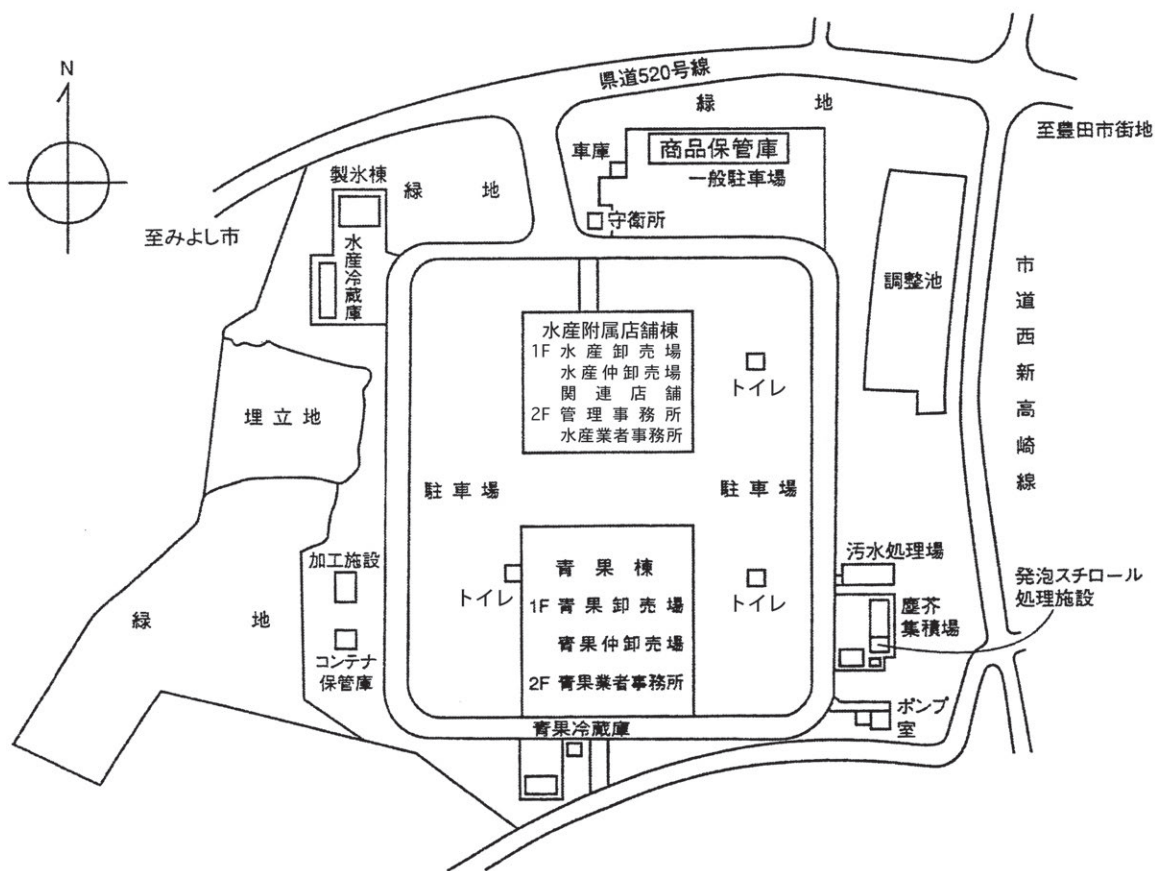 N
県道520号線
緑 地
至豊田市街地
車庫
商品保管庫
一般駐車場
製氷棟
緑 地
守衛所
至みよし市
水産冷蔵庫
調整池
市道西新高崎線
水産附属店舗棟
1F 水産卸売場
水産仲卸売場
関連店舗
2F 管理事務所
水産業者事務所
トイレ
埋立地
駐車場
駐車場
汚水処理場
加工施設
青果棟
トイレ
トイレ
発泡スチロール
処理施設
1F 青果卸売場
塵芥
集積場
緑 地
青果仲卸売場
コンテナ
保管庫
2F 青果業者事務所
ポンプ
室
青果冷蔵庫